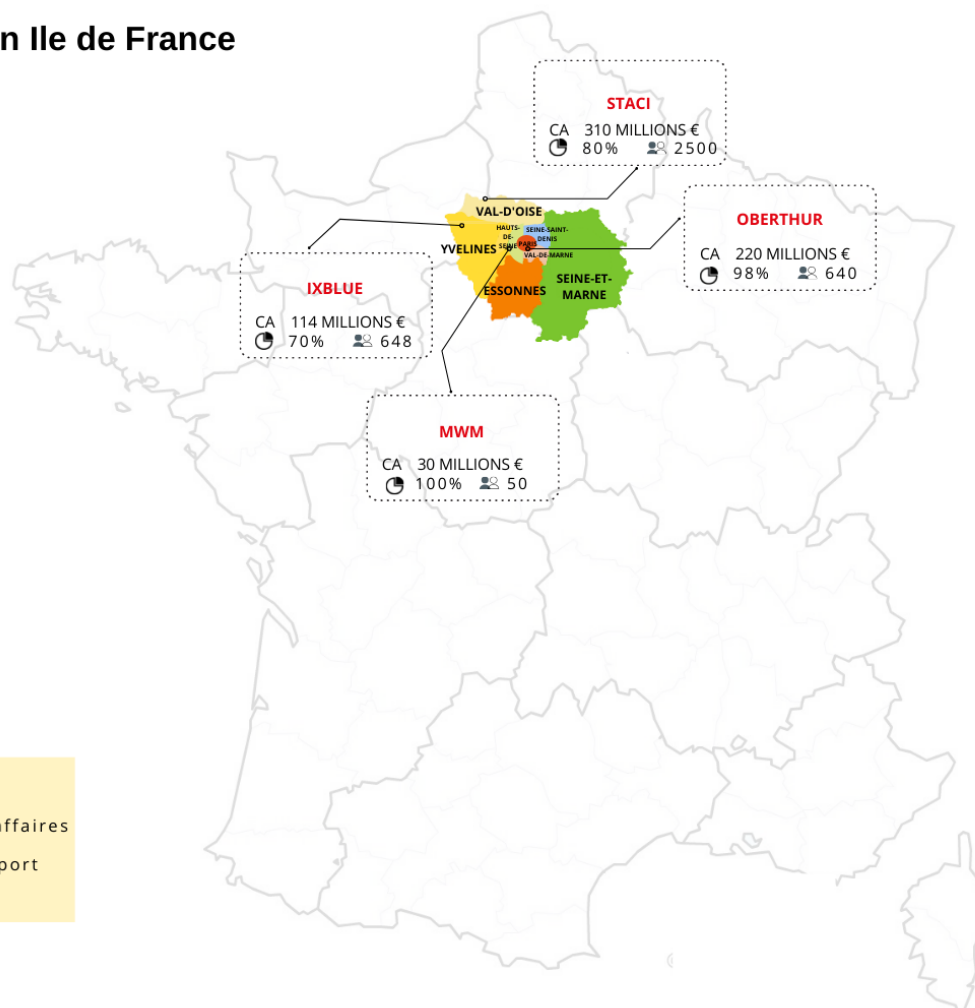 n Ile de France
STACI
CA 310 MILLIONS €
80% 2500
VAL-D'OISE
HAUTS-
DE-
SEINE
SEINE-SAINT-
DENIS
PARIS
VAL-DE-MARNE
YVELINES
ESSONNES
SEINE-ET-
MARNE
OBERTHUR
CA 220 MILLIONS €
98% 640
IXBLUE
CA 114 MILLIONS €
70% 648
MWM
CA 30 MILLIONS €
100% 50
affaires
port